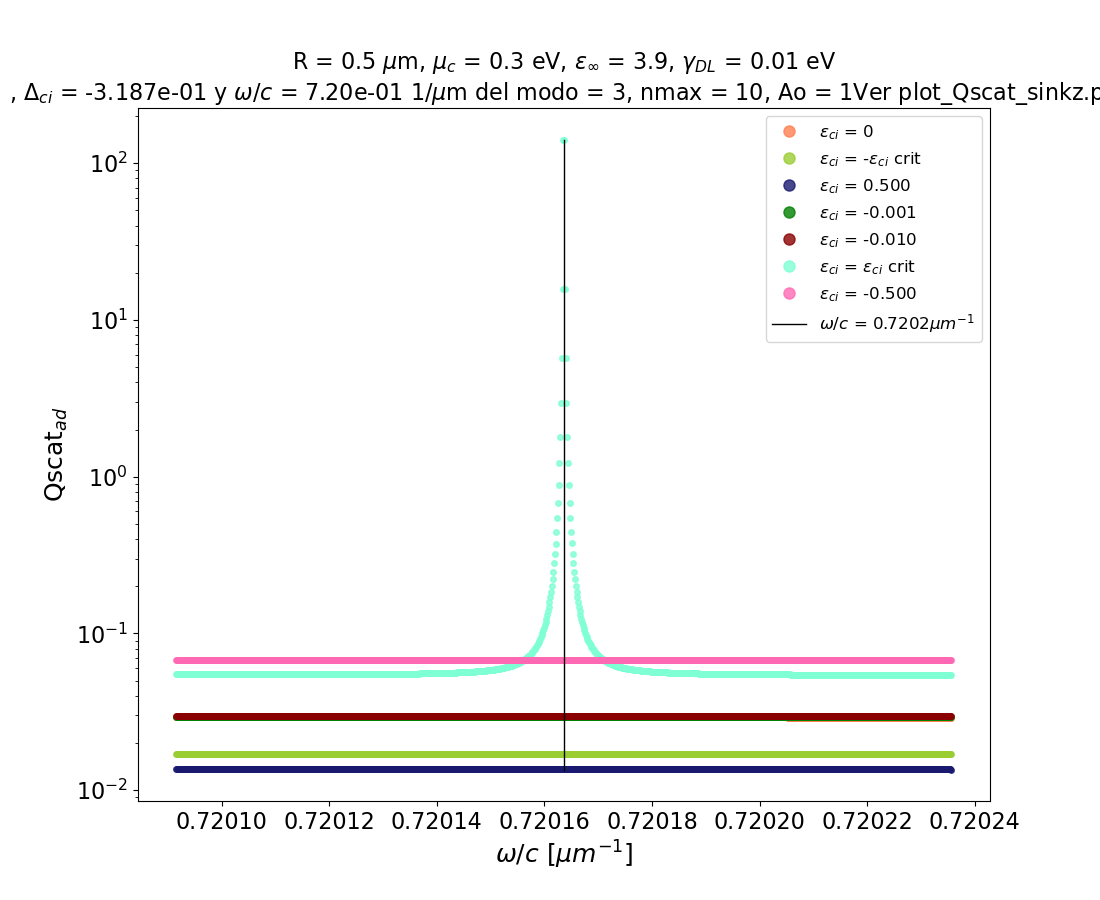 R = 0.5 μm, μc = 0.3 eV, ε∞ = 3.9, γDL = 0.01 eV
, Δci = -3.187e-01 y ω/c = 7.20e-01 1/μm del modo = 3, nmax = 10, Ao = 1Ver plot_Qscat_sinkz.p
εci = 0
εci = -εci crit
εci = 0.500
εci = -0.001
εci = -0.010
εci = εci crit
εci = -0.500
ω/c = 0.7202μm⁻¹
Qscatad
10²
10¹
10⁰
10⁻¹
10⁻²
0.72010 0.72012 0.72014 0.72016 0.72018 0.72020 0.72022 0.72024
ω/c [μm⁻¹]